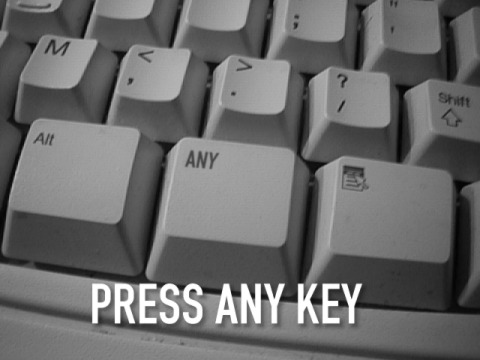 : ;
" '
M
< ,
> .
? /
Shift
Alt
ANY
PRESS ANY KEY